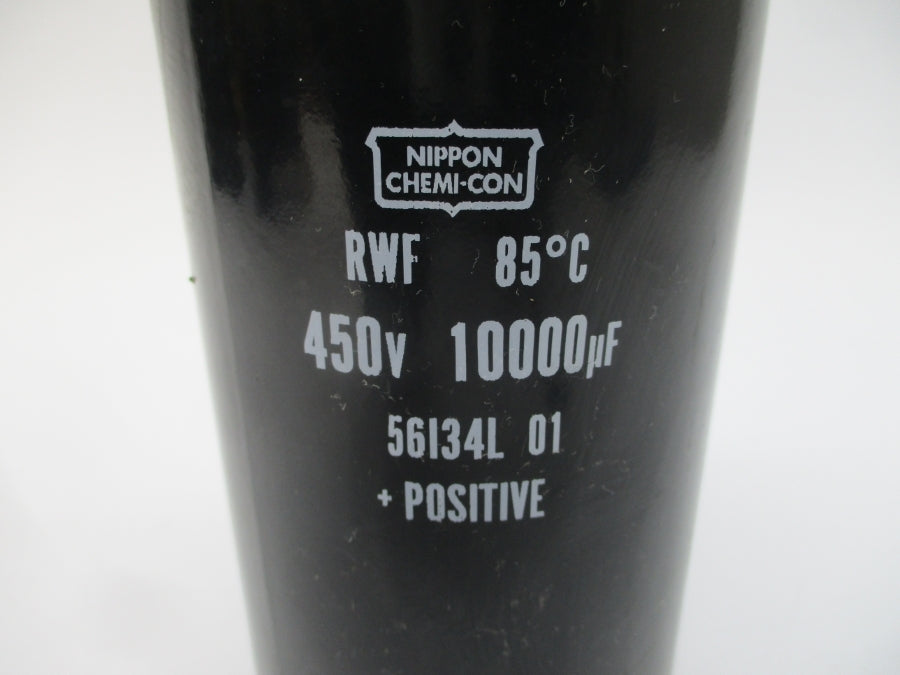 NIPPON
CHEMI-CON
RWF 85°C
450V 10000µF
56I34L 01
+ POSITIVE